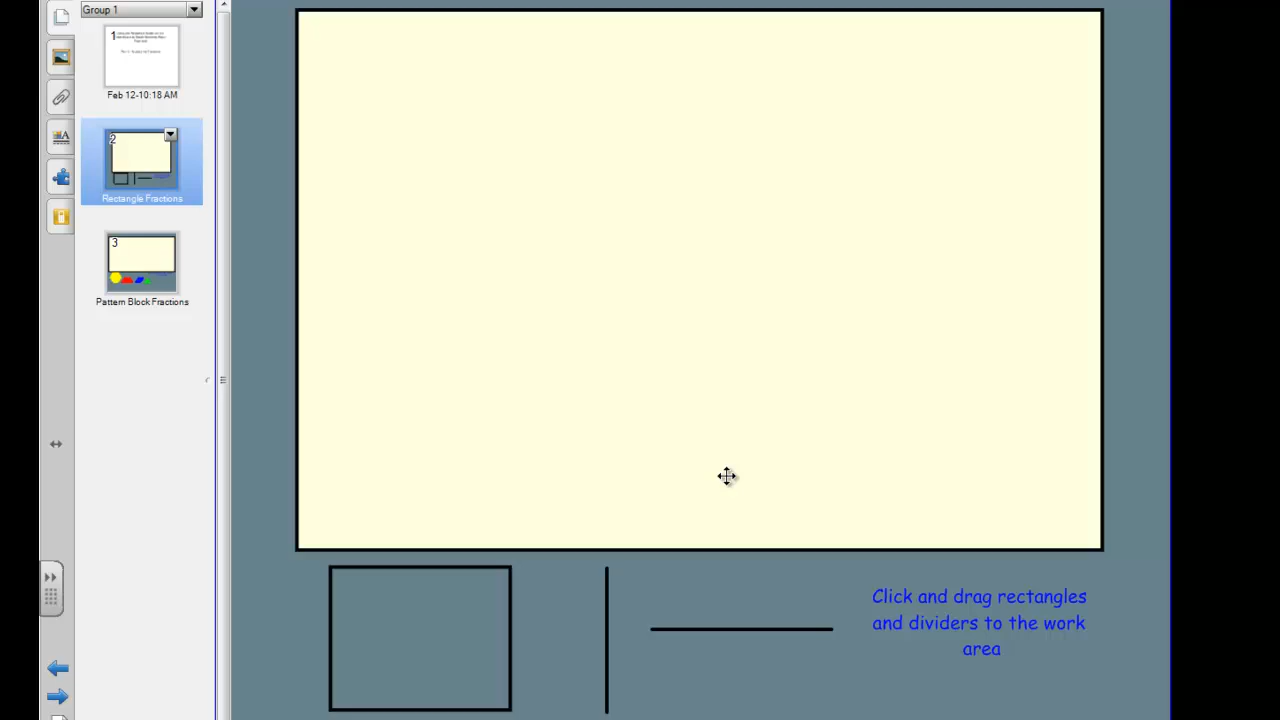 Group 1
1
Feb 12-10:18 AM
2
Rectangle Fractions
3
Pattern Block Fractions
Click and drag rectangles
and dividers to the work
area